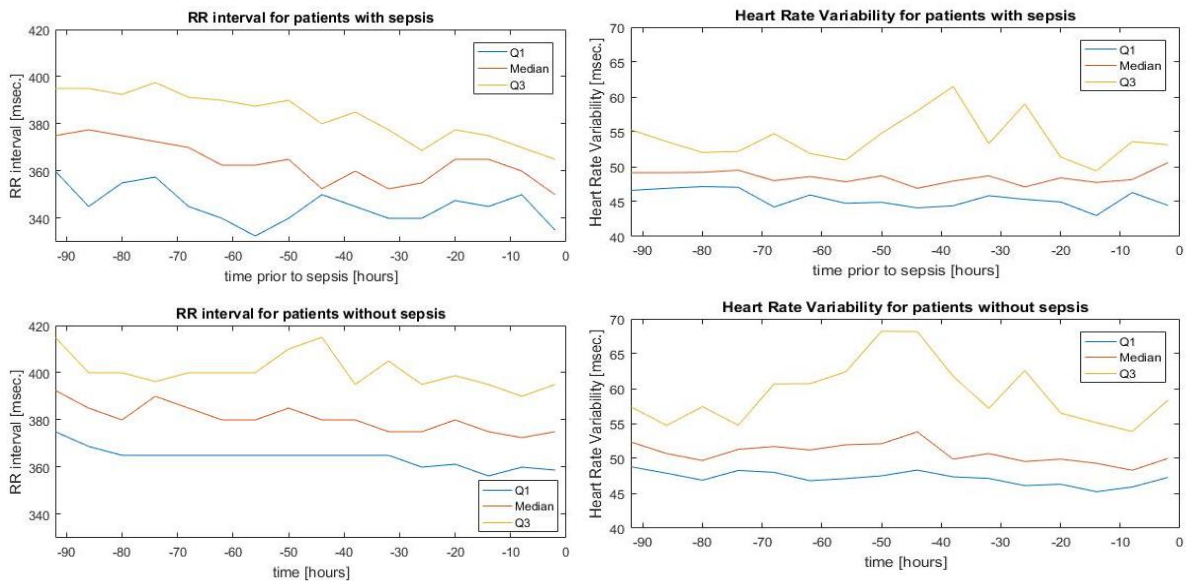 RR interval for patients with sepsis
RR interval [msec.]
420
400
380
360
340
-90 -80 -70 -60 -50 -40 -30 -20 -10 0
time prior to sepsis [hours]
Q1
Median
Q3
Heart Rate Variability for patients with sepsis
Heart Rate Variability [msec.]
70
65
60
55
50
45
40
-90 -80 -70 -60 -50 -40 -30 -20 -10 0
time prior to sepsis [hours]
Q1
Median
Q3
RR interval for patients without sepsis
RR interval [msec.]
420
400
380
360
340
-90 -80 -70 -60 -50 -40 -30 -20 -10 0
time [hours]
Q1
Median
Q3
Heart Rate Variability for patients without sepsis
Heart Rate Variability [msec.]
70
65
60
55
50
45
40
-90 -80 -70 -60 -50 -40 -30 -20 -10 0
time [hours]
Q1
Median
Q3